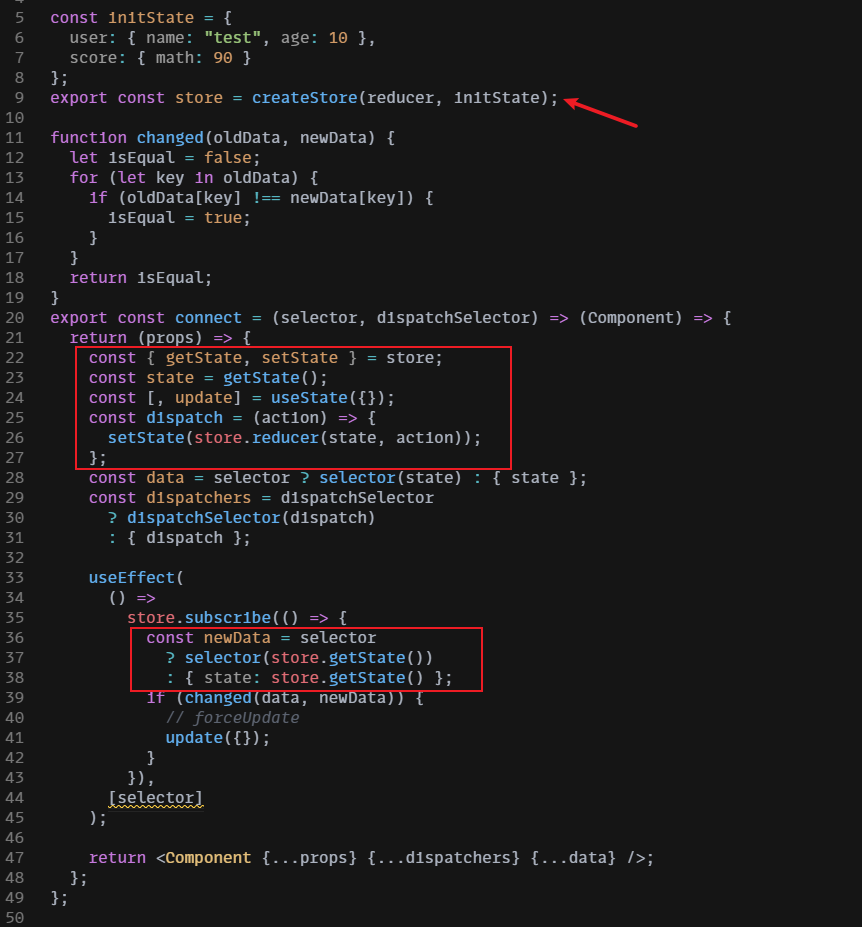 5 const initState = {
6 user: { name: "test", age: 10 },
7 score: { math: 90 }
8 };
9 export const store = createStore(reducer, initState);
10
11 function changed(oldData, newData) {
12 let isEqual = false;
13 for (let key in oldData) {
14 if (oldData[key] !== newData[key]) {
15 isEqual = true;
16 }
17 }
18 return isEqual;
19 }
20 export const connect = (selector, dispatchSelector) => (Component) => {
21 return (props) => {
22 const { getState, setState } = store;
23 const state = getState();
24 const [, update] = useState({});
25 const dispatch = (action) => {
26 setState(store.reducer(state, action));
27 };
28 const data = selector ? selector(state) : { state };
29 const dispatchers = dispatchSelector
30 ? dispatchSelector(dispatch)
31 : { dispatch };
32
33 useEffect(
34 () =>
35 store.subscribe(() => {
36 const newData = selector
37 ? selector(store.getState())
38 : { state: store.getState() };
39 if (changed(data, newData)) {
40 // forceUpdate
41 update({});
42 }
43 }),
44 [selector]
45 );
46
47 return <Component {...props} {...dispatchers} {...data} />;
48 };
49 };
50